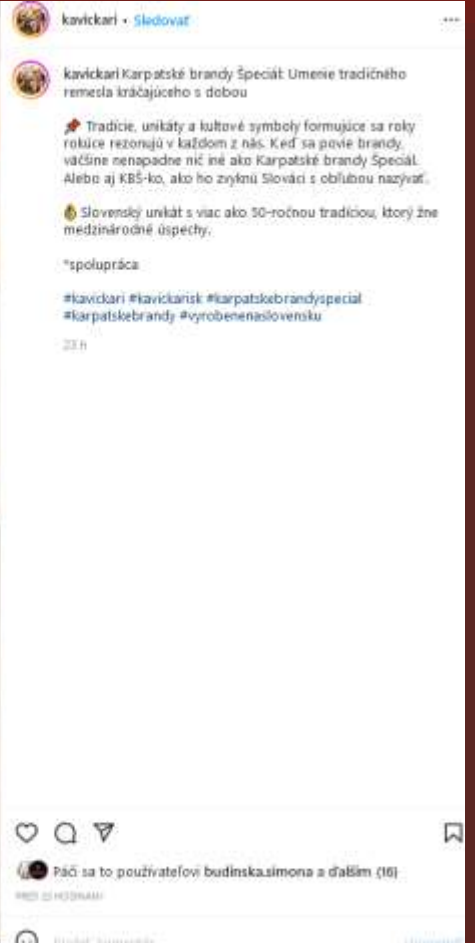 kavickari • Sledovať
kavickari Karpatské brandy Špeciál: Umenie tradičného
remesla kráčajúceho s dobou
📌 Tradície, unikáty a kultové symboly formujúce sa roky
rokúce rezonujú v každom z nás. Keď sa povie brandy,
väčšine nenapadne nič iné ako Karpatské brandy Špeciál.
Alebo aj KBŠ-ko, ako ho zvyknú Slováci s obľubou nazývať.
Slovenský unikát s viac ako 50-ročnou tradíciou, ktorý žne
medzinárodné úspechy.
*spolupráca
#kavickari #kavickarisk #karpatskebrandyspecial
#karpatskebrandy #vyrobenenaslovensku
23 h
Páči sa to používateľovi budinska.simona a ďalším (16)